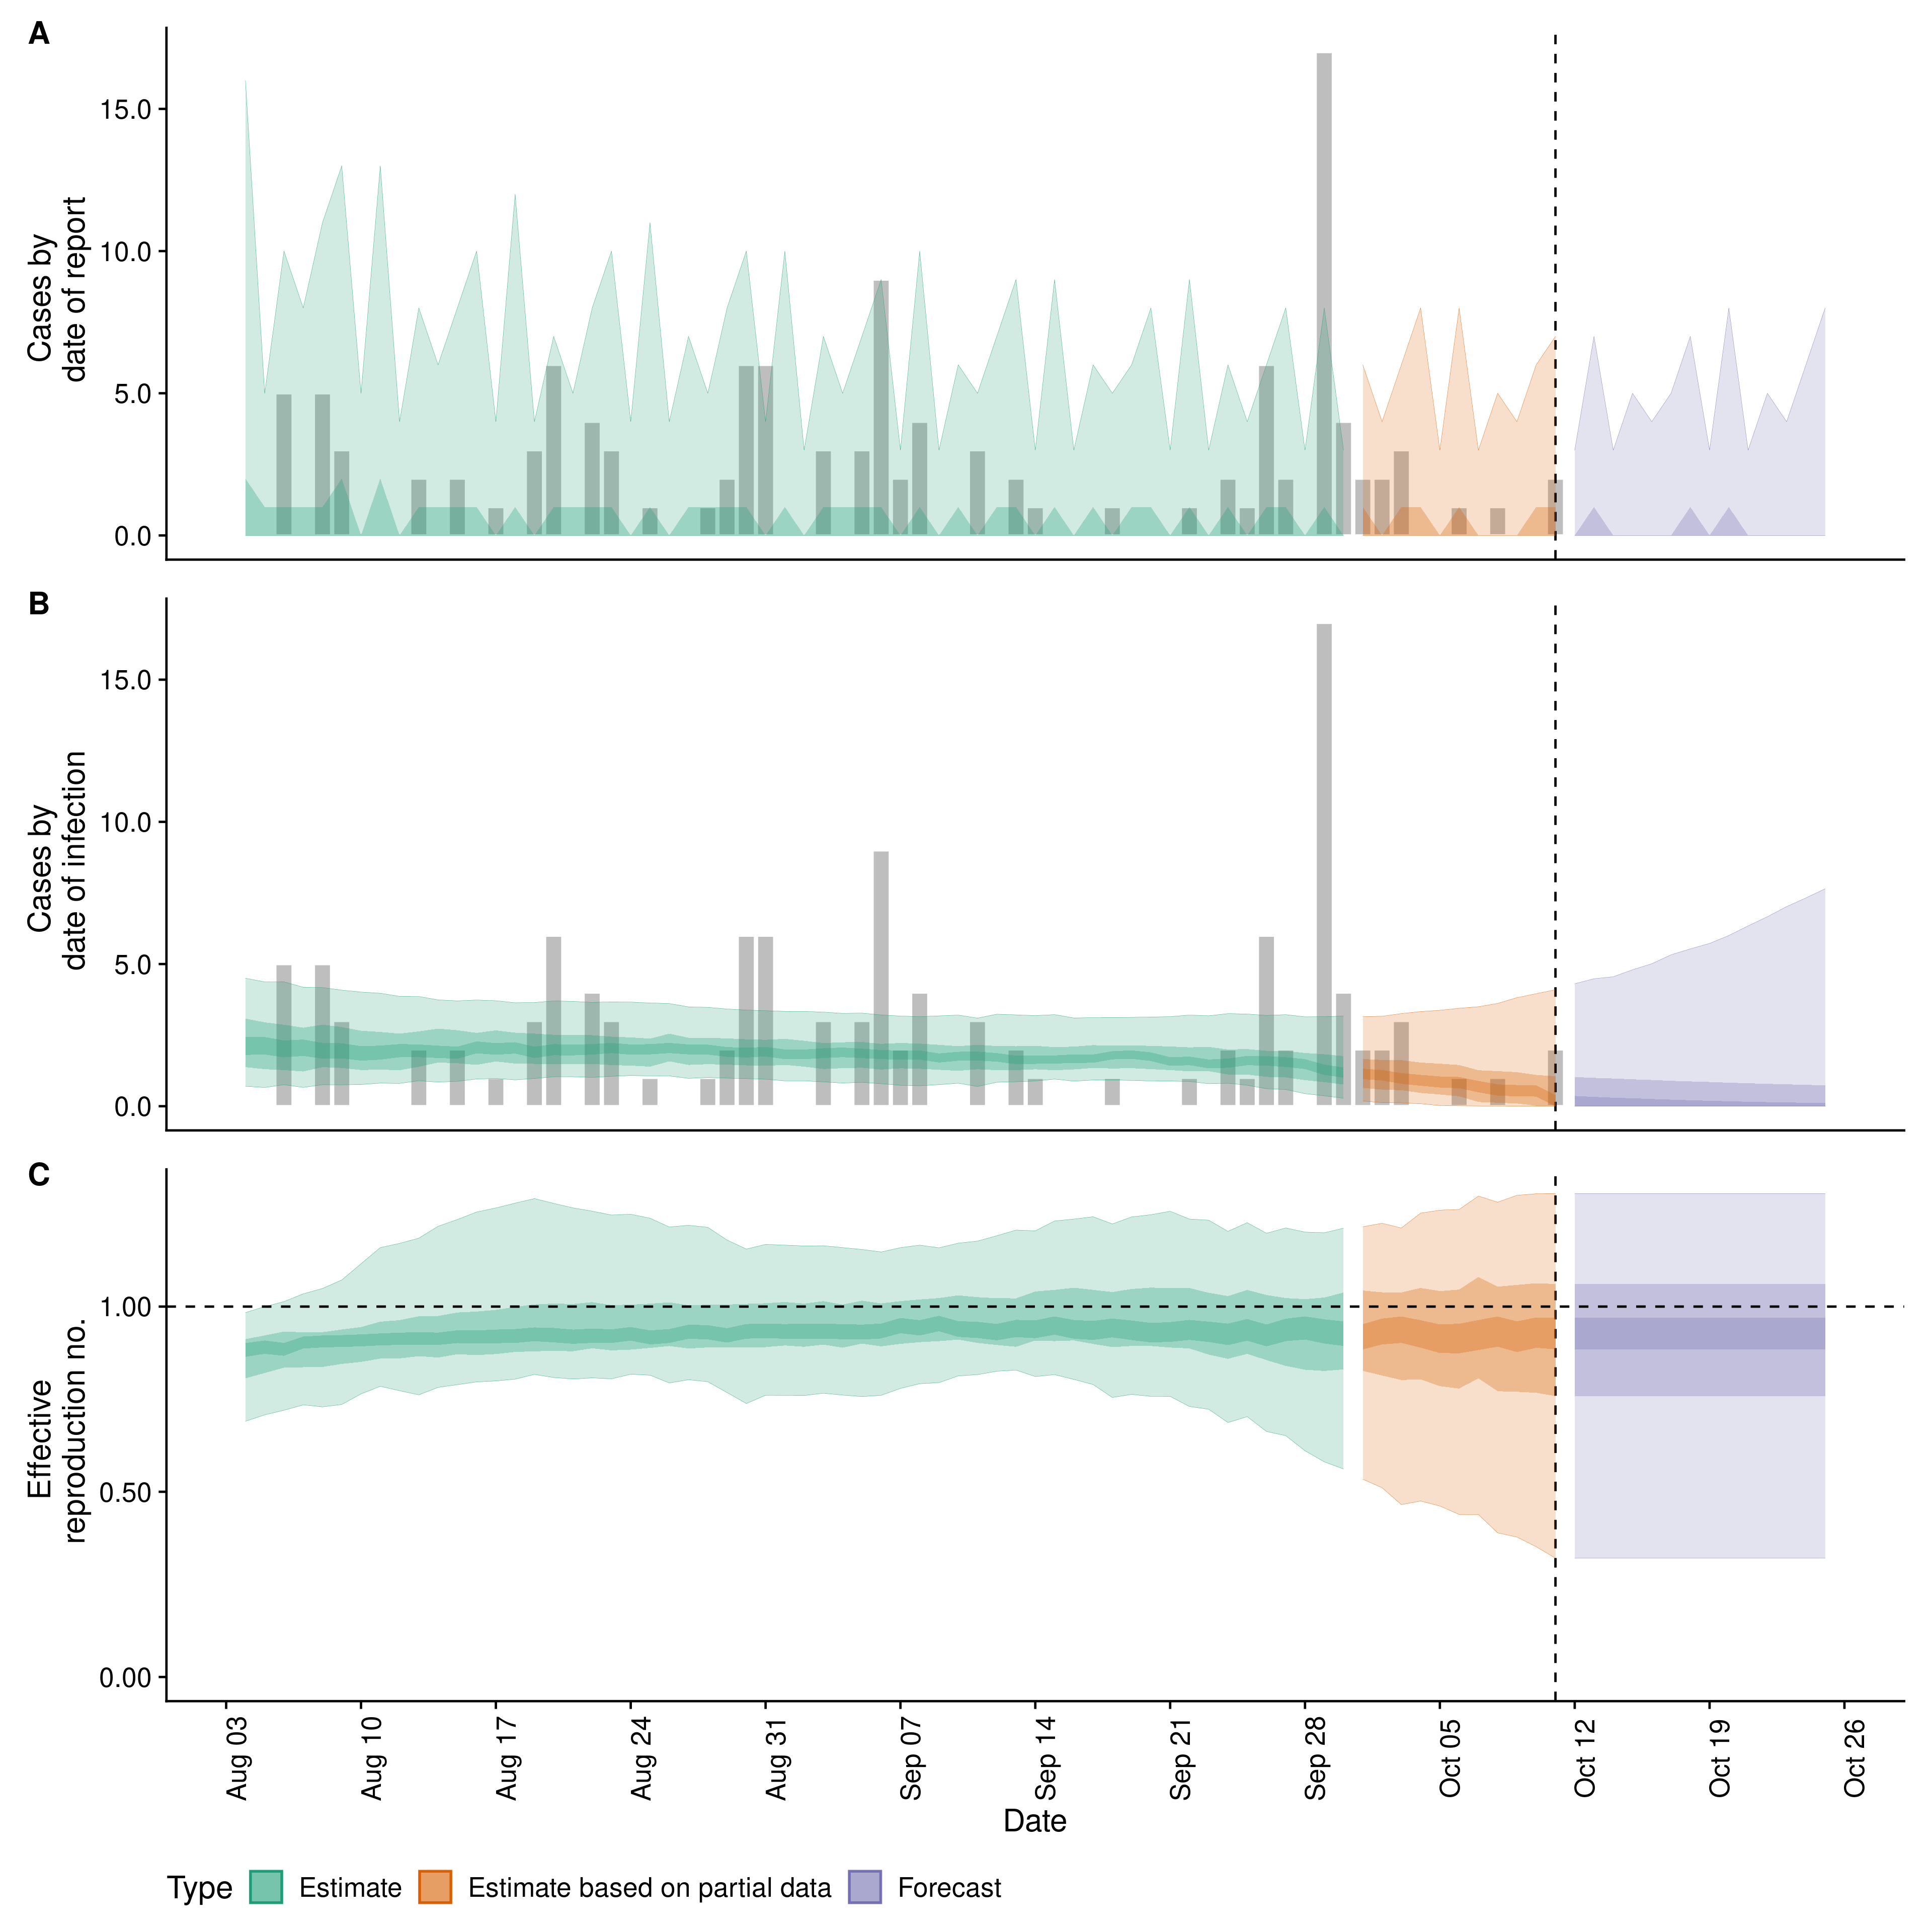 A
Cases by
date of report
15.0
10.0
5.0
0.0
B
Cases by
date of infection
15.0
10.0
5.0
0.0
C
Effective
reproduction no.
1.00
0.50
0.00
Aug 03
Aug 10
Aug 17
Aug 24
Aug 31
Sep 07
Sep 14
Sep 21
Sep 28
Oct 05
Oct 12
Oct 19
Oct 26
Date
Type Estimate Estimate based on partial data Forecast